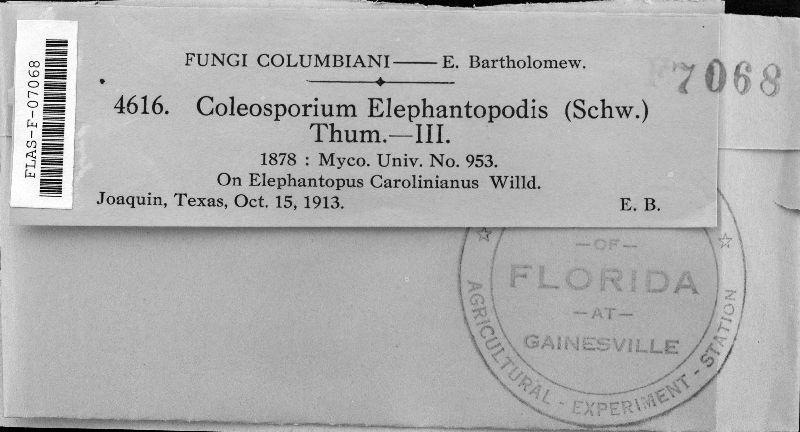 FUNGI COLUMBIANI—— E. Bartholomew.
4616. Coleosporium Elephantopodis (Schw.)
Thum.—III.
1878 : Myco. Univ. No. 953.
On Elephantopus Carolinianus Willd.
Joaquin, Texas, Oct. 15, 1913. E. B.
FLAS-F-07068
F7068
—OF—
FLORIDA
—AT—
GAINESVILLE
AGRICULTURAL - EXPERIMENT - STATION